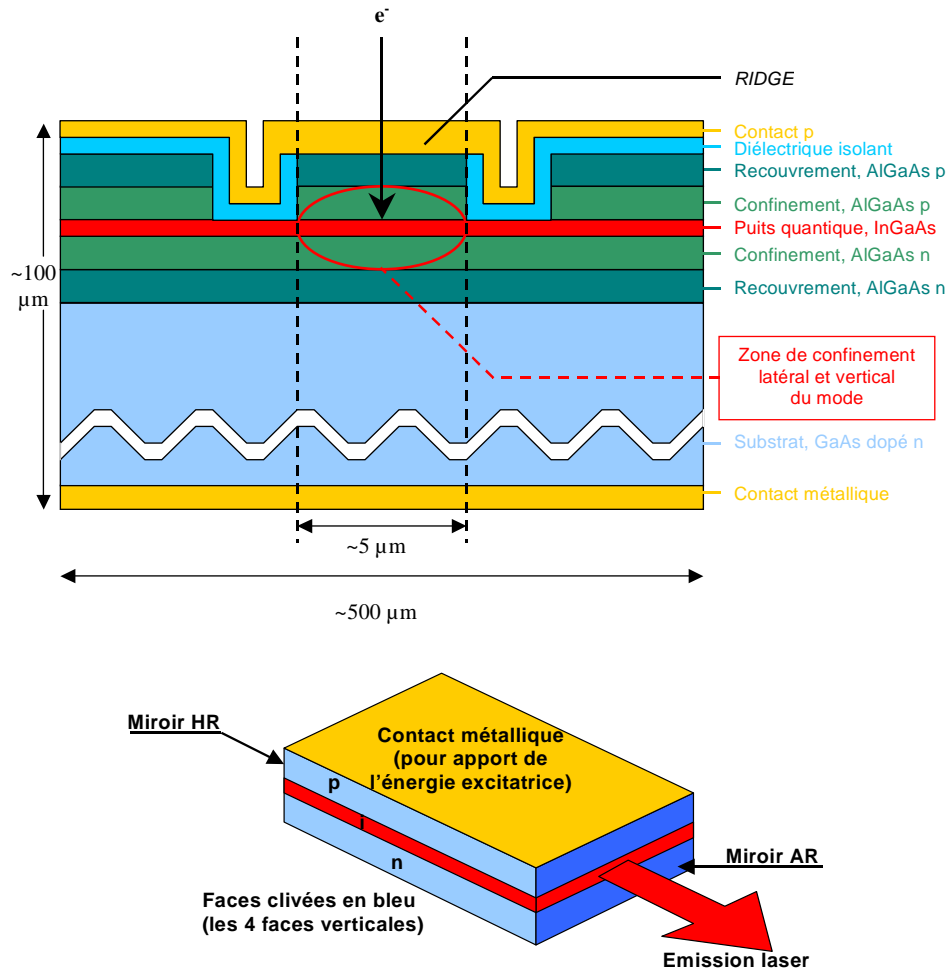 e-
RIDGE
Contact p
Diélectrique isolant
Recouvrement, AlGaAs p
Confinement, AlGaAs p
Puits quantique, InGaAs
Confinement, AlGaAs n
Recouvrement, AlGaAs n
~100
µm
Zone de confinement
latéral et vertical
du mode
Substrat, GaAs dopé n
Contact métallique
~5 µm
~500 µm
Miroir HR
Contact métallique
(pour apport de
l'énergie excitatrice)
p
i
n
Miroir AR
Faces clivées en bleu
(les 4 faces verticales)
Emission laser